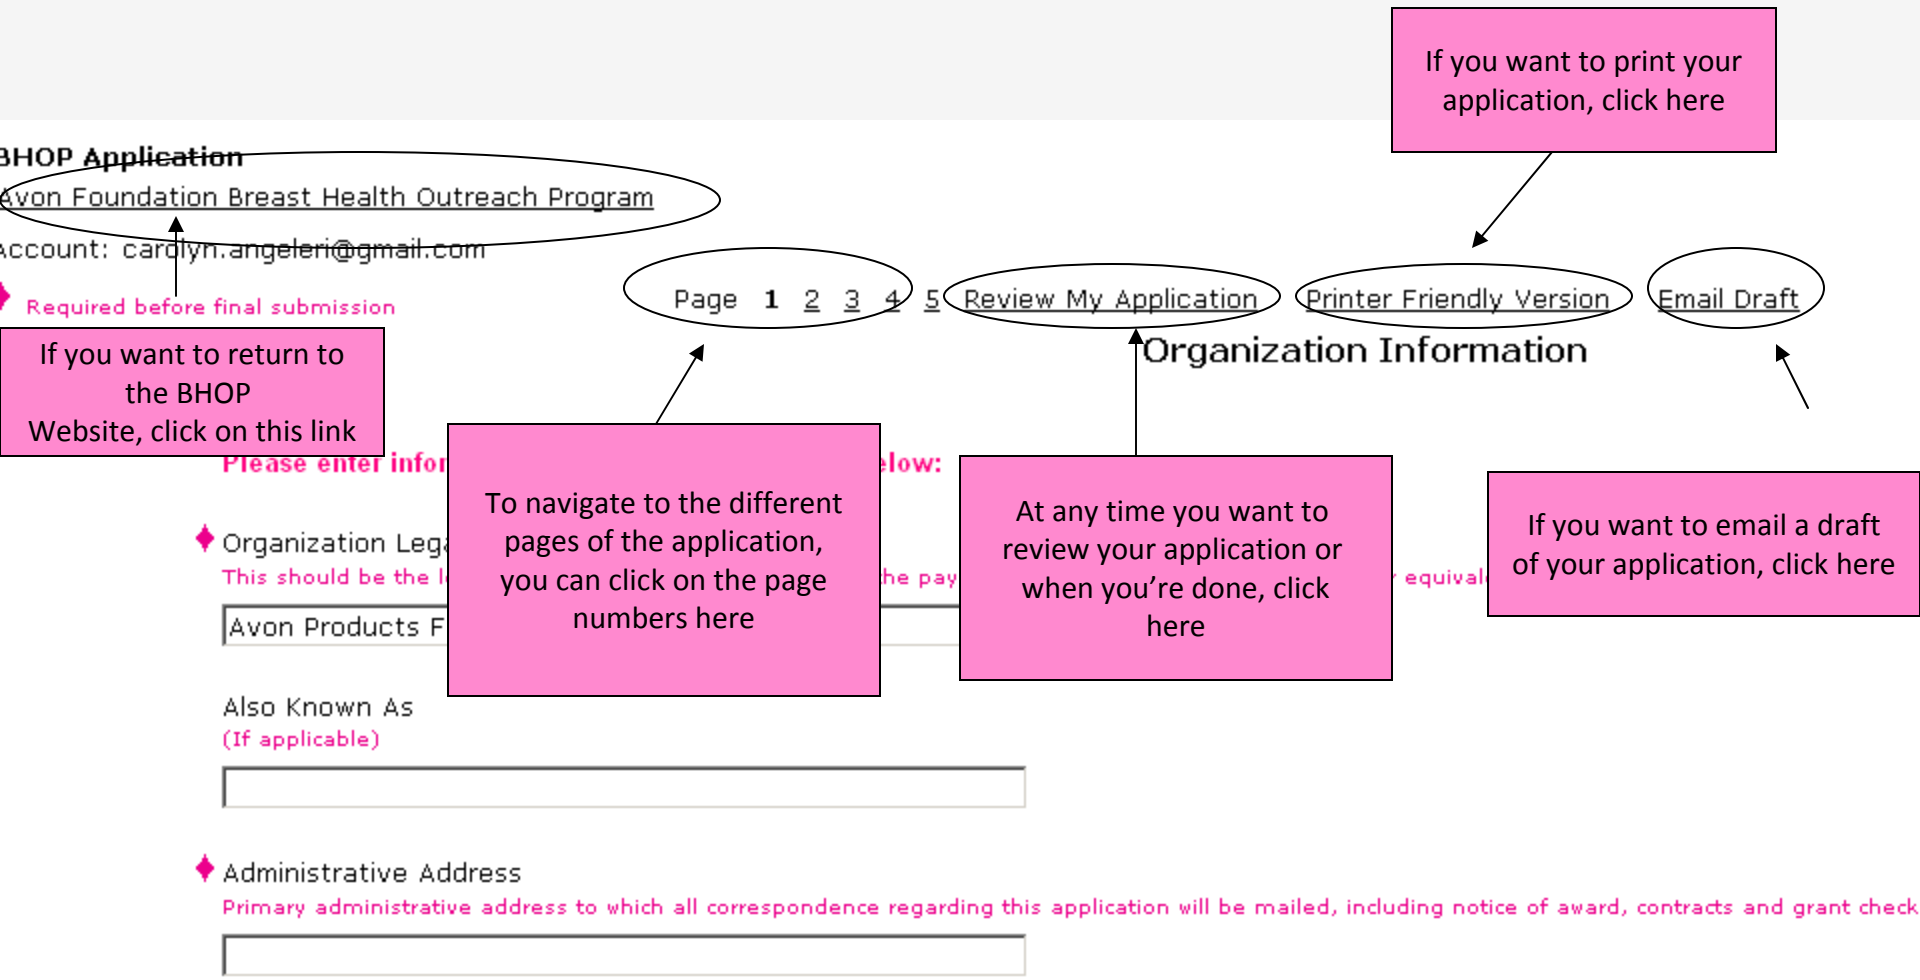 If you want to print your
application, click here
BHOP Application
Avon Foundation Breast Health Outreach Program
Account: carolyn.angeleri@gmail.com
Required before final submission
Page 1 2 3 4 5 Review My Application Printer Friendly Version Email Draft
Organization Information
If you want to return to
the BHOP
Website, click on this link
Please enter
elow:
To navigate to the different
pages of the application,
you can click on the page
numbers here
At any time you want to
review your application or
when you're done, click
here
If you want to email a draft
of your application, click here
Organization
This should be the
he
Avon Products
Also Known As
(If applicable)
Administrative Address
Primary administrative address to which all correspondence regarding this application will be mailed, including notice of award, contracts and grant check